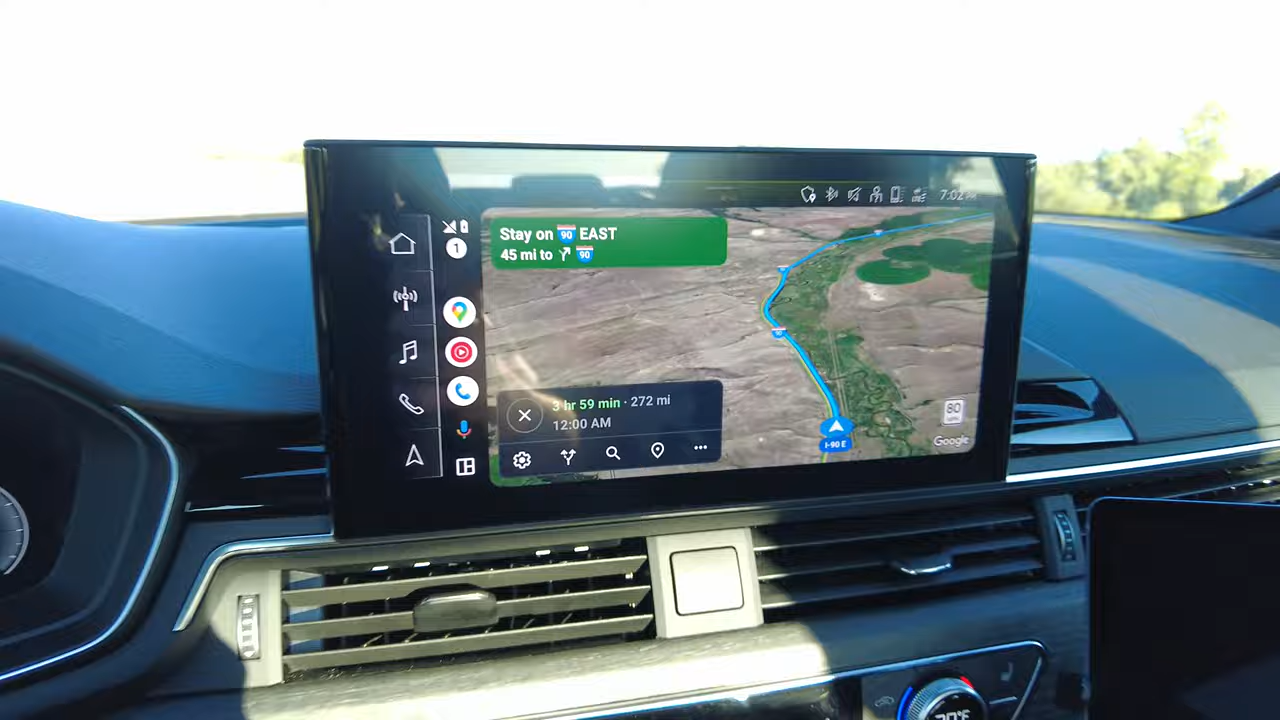 7:02
1
Stay on 90 EAST
45 mi to 90
3 hr 59 min · 272 mi
12:00 AM
80
I-90 E
Google